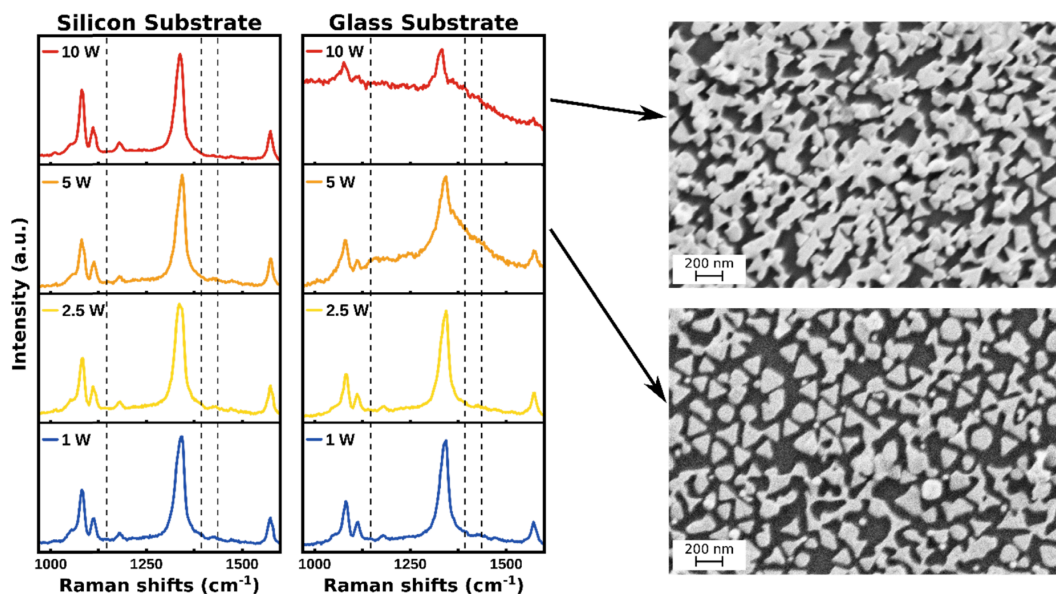 Silicon Substrate
Glass Substrate
Intensity (a.u.)
10 W
5 W
2.5 W
1 W
1000 1250 1500
Raman shifts (cm-1)
10 W
5 W
2.5 W
1 W
1000 1250 1500
Raman shifts (cm-1)
200 nm
200 nm